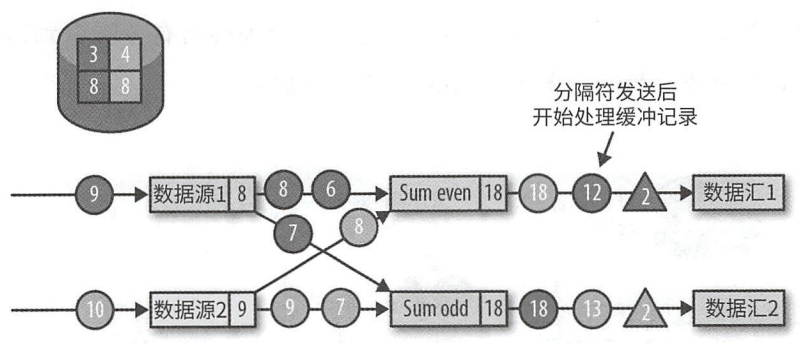 3 4
8 8
分隔符发送后
开始处理缓冲记录
9 数据源1 8 8 6 Sum even 18 18 12 2 数据汇1
7 8
10 数据源2 9 9 7 Sum odd 18 18 13 2 数据汇2